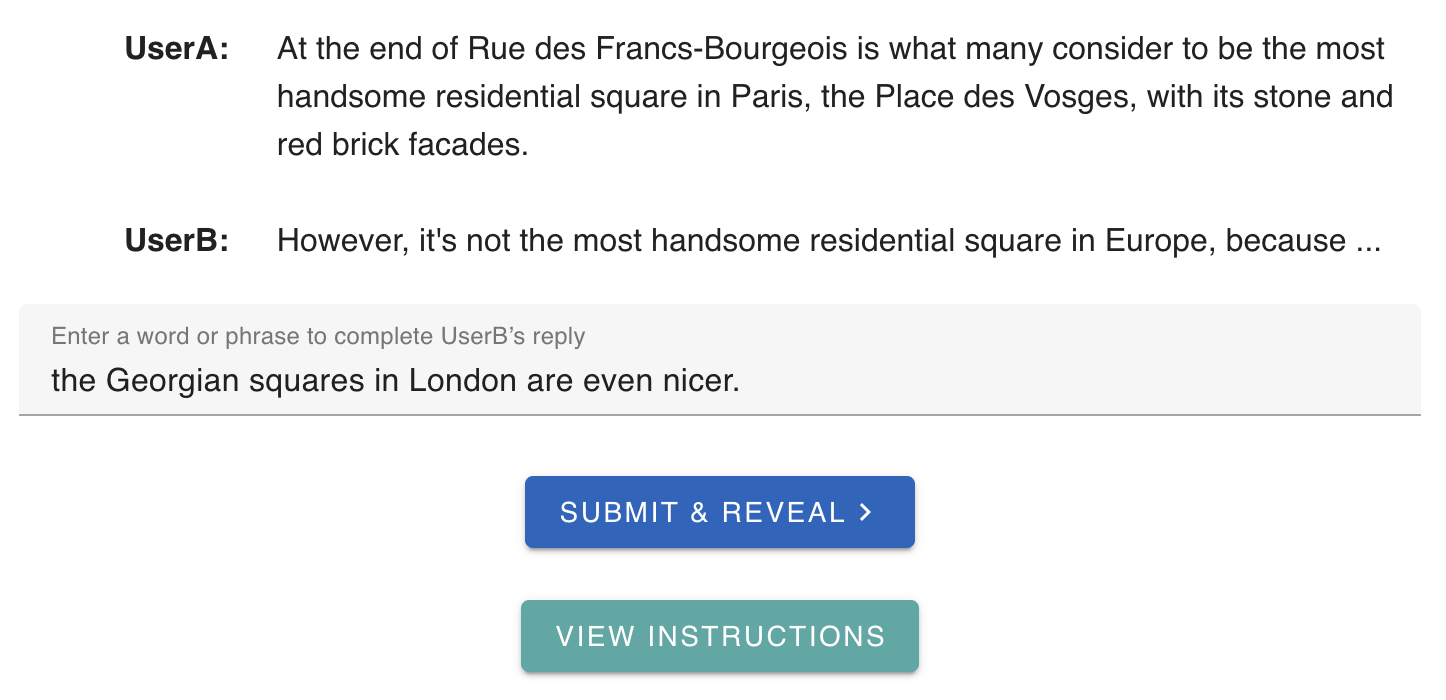 UserA: At the end of Rue des Francs-Bourgeois is what many consider to be the most
handsome residential square in Paris, the Place des Vosges, with its stone and
red brick facades.
UserB: However, it's not the most handsome residential square in Europe, because ...
Enter a word or phrase to complete UserB’s reply
the Georgian squares in London are even nicer.
SUBMIT & REVEAL >
VIEW INSTRUCTIONS